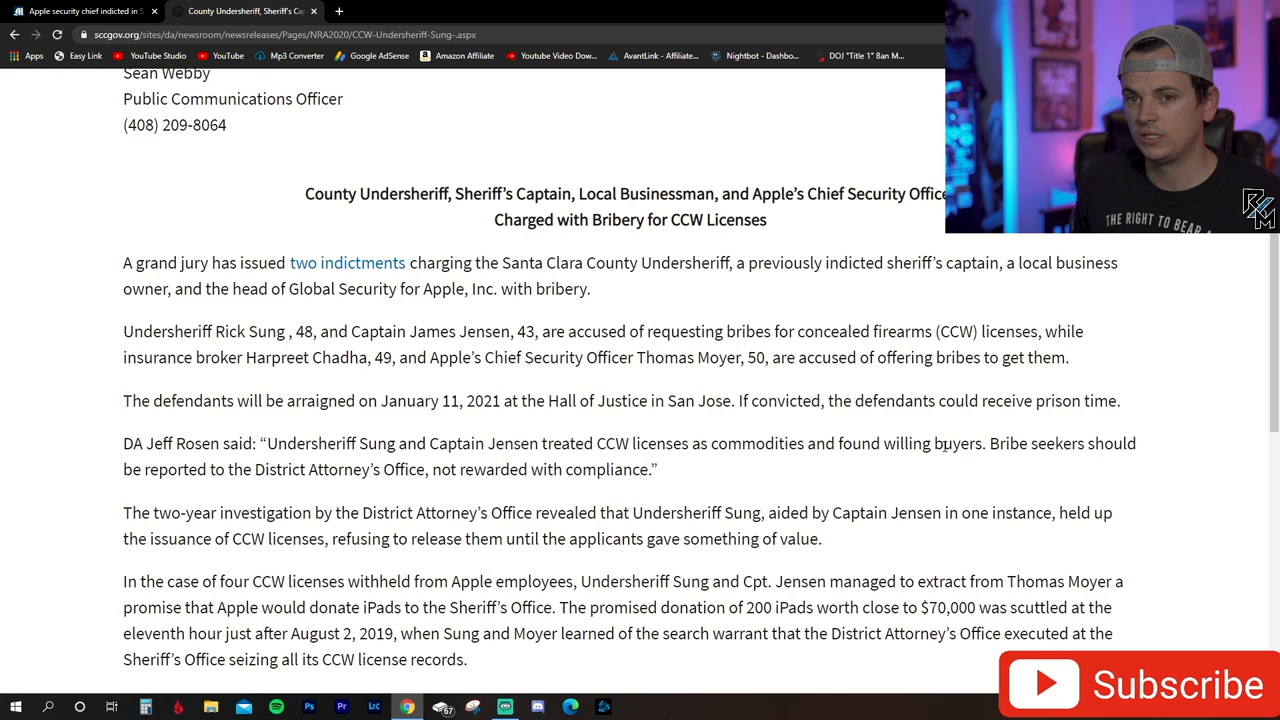 Apple security chief indicted in S
County Undersheriff, Sheriff's Ca
sccgov.org/sites/da/newsroom/newsreleases/Pages/NRA2020/CCW-Undersheriff-Sung-.aspx
Apps Easy Link YouTube Studio YouTube Mp3 Converter Google AdSense Amazon Affiliate Youtube Video Dow... AvantLink - Affiliate... Nightbot - Dashbo... DOJ "Title 1" Ban M...
Sean Webby
Public Communications Officer
(408) 209-8064
THE RIGHT TO BEAR
County Undersheriff, Sheriff’s Captain, Local Businessman, and Apple’s Chief Security Office
Charged with Bribery for CCW Licenses
A grand jury has issued two indictments charging the Santa Clara County Undersheriff, a previously indicted sheriff’s captain, a local business
owner, and the head of Global Security for Apple, Inc. with bribery.
Undersheriff Rick Sung , 48, and Captain James Jensen, 43, are accused of requesting bribes for concealed firearms (CCW) licenses, while
insurance broker Harpreet Chadha, 49, and Apple’s Chief Security Officer Thomas Moyer, 50, are accused of offering bribes to get them.
The defendants will be arraigned on January 11, 2021 at the Hall of Justice in San Jose. If convicted, the defendants could receive prison time.
DA Jeff Rosen said: “Undersheriff Sung and Captain Jensen treated CCW licenses as commodities and found willing buyers. Bribe seekers should
be reported to the District Attorney’s Office, not rewarded with compliance.”
The two-year investigation by the District Attorney’s Office revealed that Undersheriff Sung, aided by Captain Jensen in one instance, held up
the issuance of CCW licenses, refusing to release them until the applicants gave something of value.
In the case of four CCW licenses withheld from Apple employees, Undersheriff Sung and Cpt. Jensen managed to extract from Thomas Moyer a
promise that Apple would donate iPads to the Sheriff’s Office. The promised donation of 200 iPads worth close to $70,000 was scuttled at the
eleventh hour just after August 2, 2019, when Sung and Moyer learned of the search warrant that the District Attorney’s Office executed at the
Sheriff’s Office seizing all its CCW license records.
Subscribe
Ps Pr Lrc 67